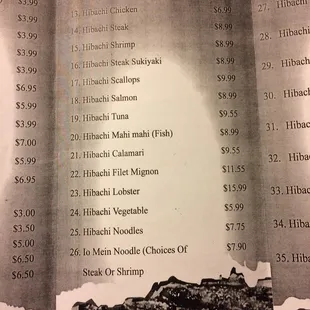 $3.99
$3.99
$3.99
$3.99
$6.95
$5.99
$3.99
$7.00
$5.99
$6.95
$3.00
$3.50
$5.00
$6.50
$6.50
13. Hibachi Chicken $6.99
14. Hibachi Steak $8.99
15. Hibachi Shrimp $8.99
16. Hibachi Steak Sukiyaki $8.99
17. Hibachi Scallops $9.99
18. Hibachi Salmon $8.99
19. Hibachi Tuna $9.55
20. Hibachi Mahi mahi (Fish) $8.99
21. Hibachi Calamari $9.55
22. Hibachi Filet Mignon $11.55
23. Hibachi Lobster $15.99
24. Hibachi Vegetable $5.99
25. Hibachi Noodles $7.75
26. Io Mein Noodle (Choices Of $7.90
Steak Or Shrimp
27. Hibachi
28. Hibachi
29. Hibach
30. Hibach
31. Hibac
32. Hibac
33. Hiba
34. Hiba
35. Hiba